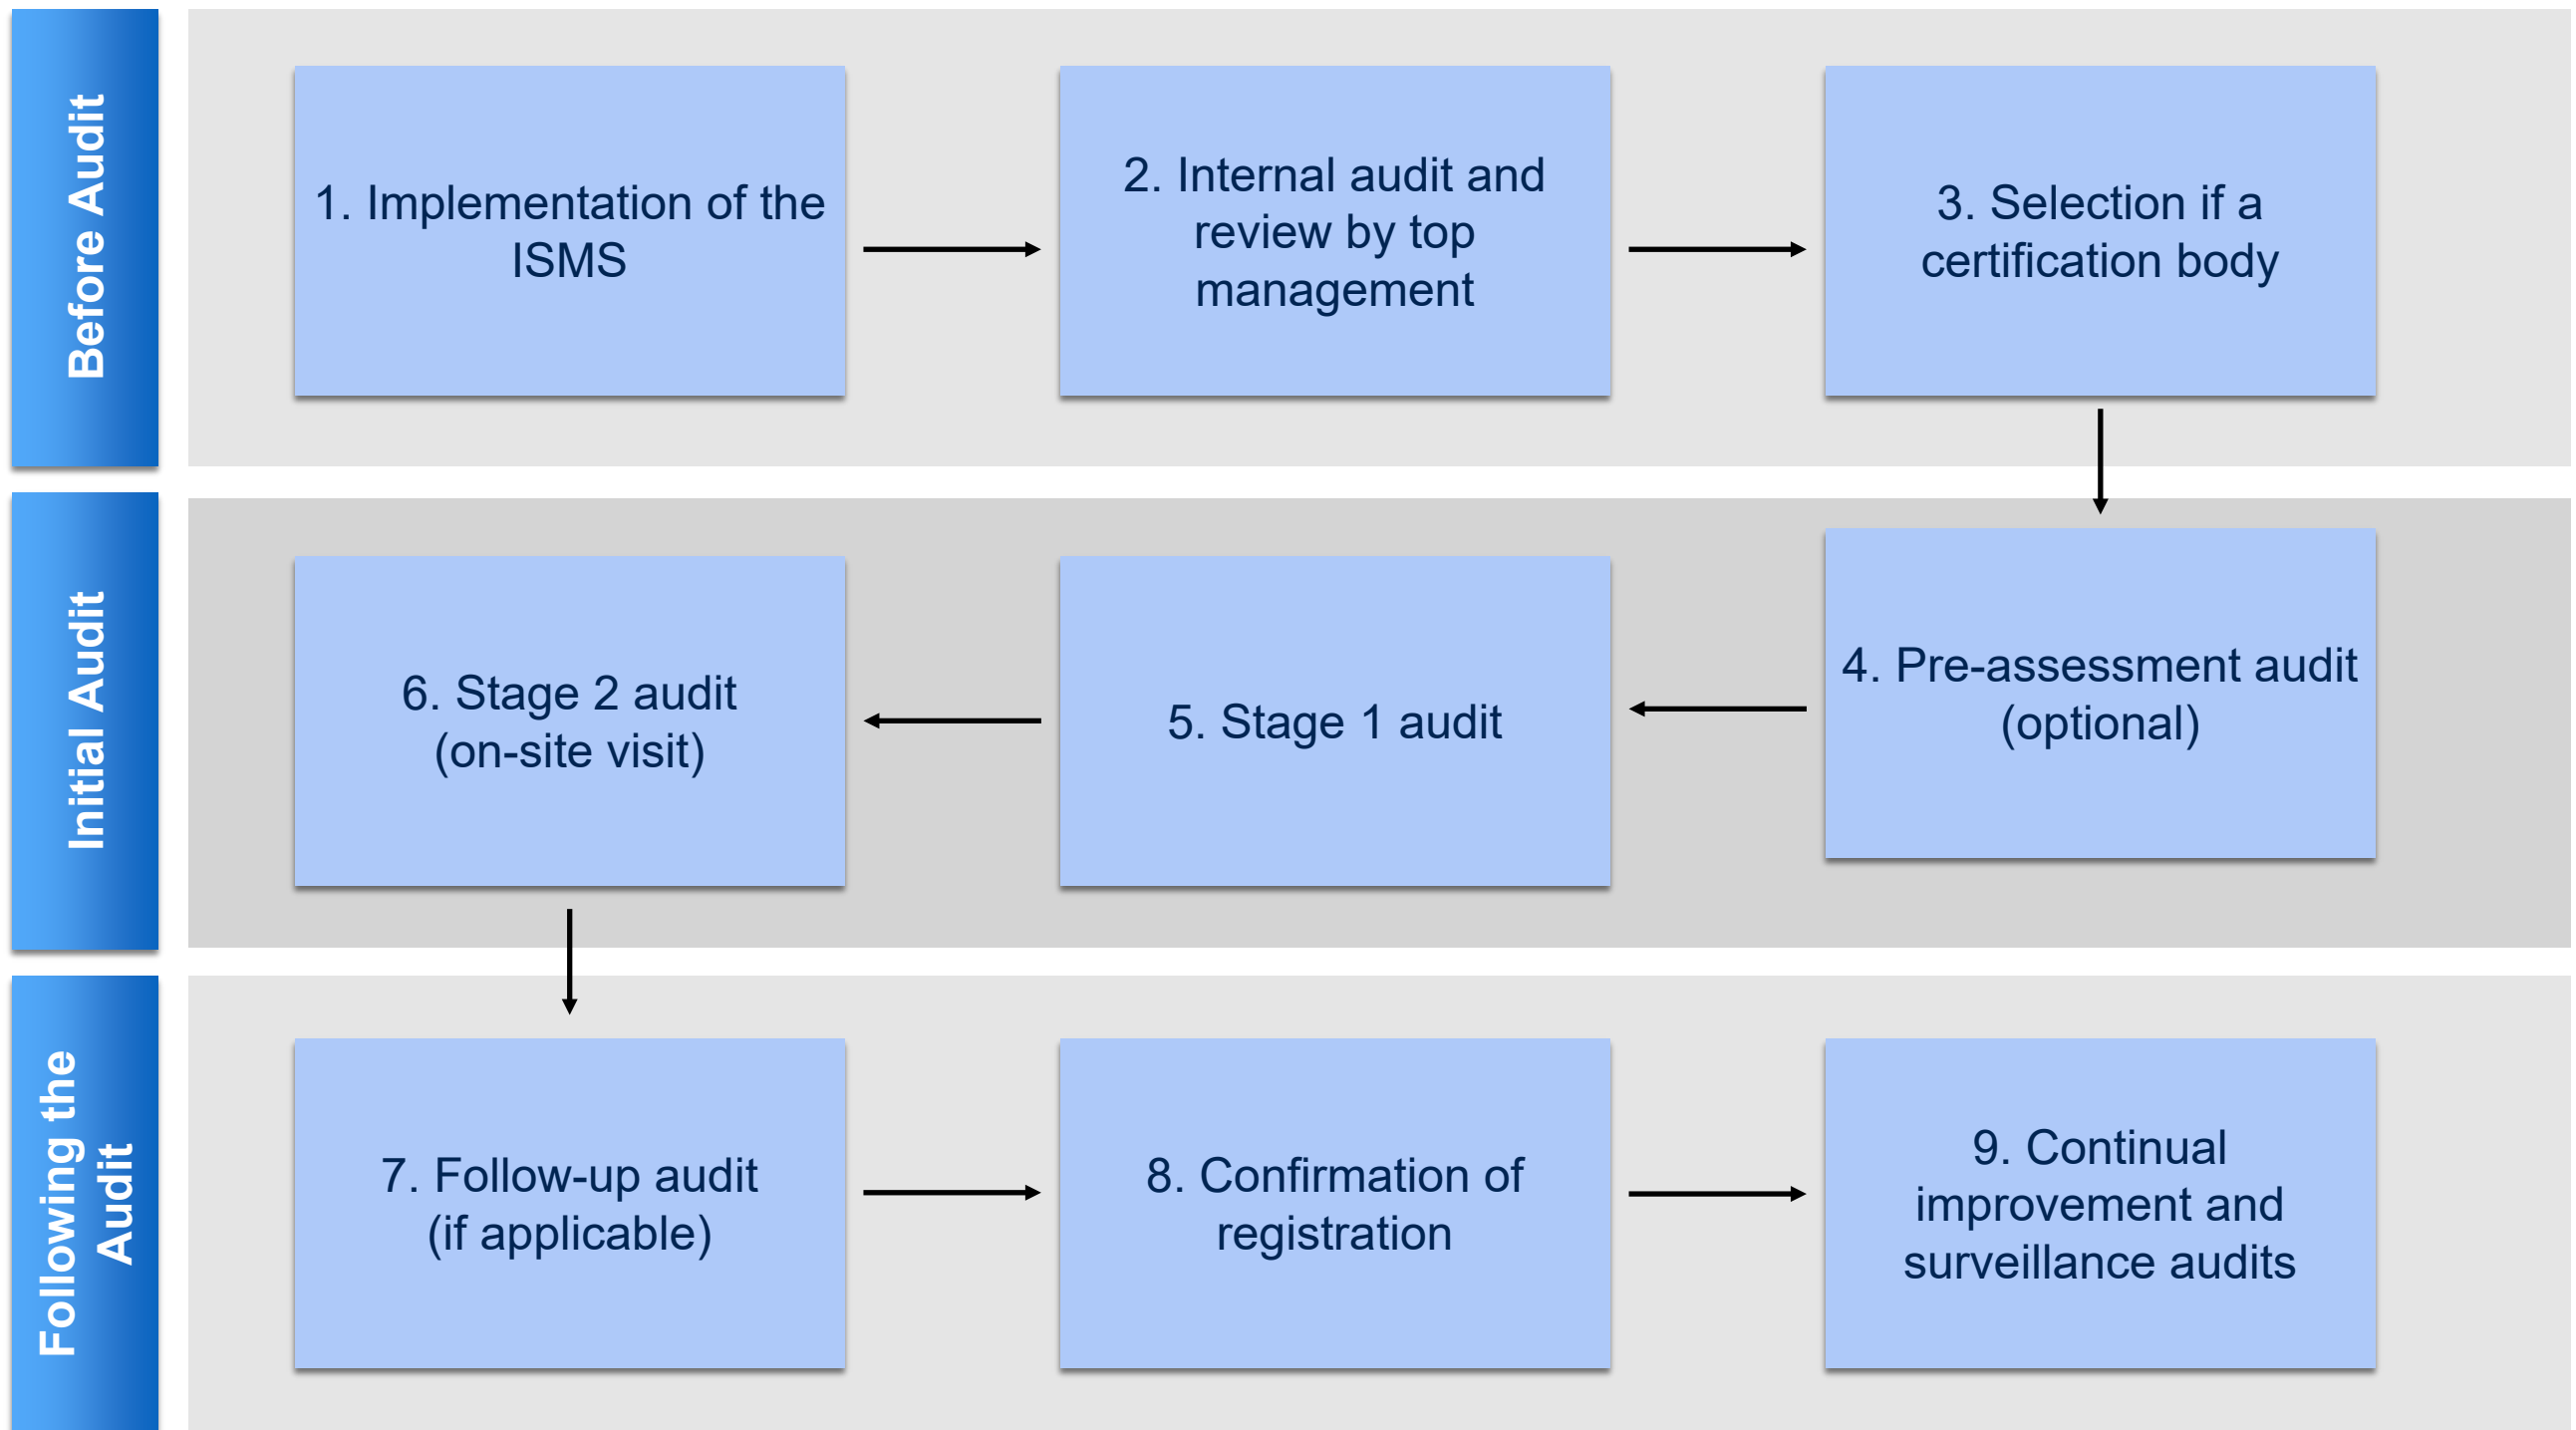 Before Audit
1. Implementation of the
ISMS
2. Internal audit and
review by top
management
3. Selection if a
certification body
Initial Audit
4. Pre-assessment audit
(optional)
5. Stage 1 audit
6. Stage 2 audit
(on-site visit)
Following the
Audit
7. Follow-up audit
(if applicable)
8. Confirmation of
registration
9. Continual
improvement and
surveillance audits